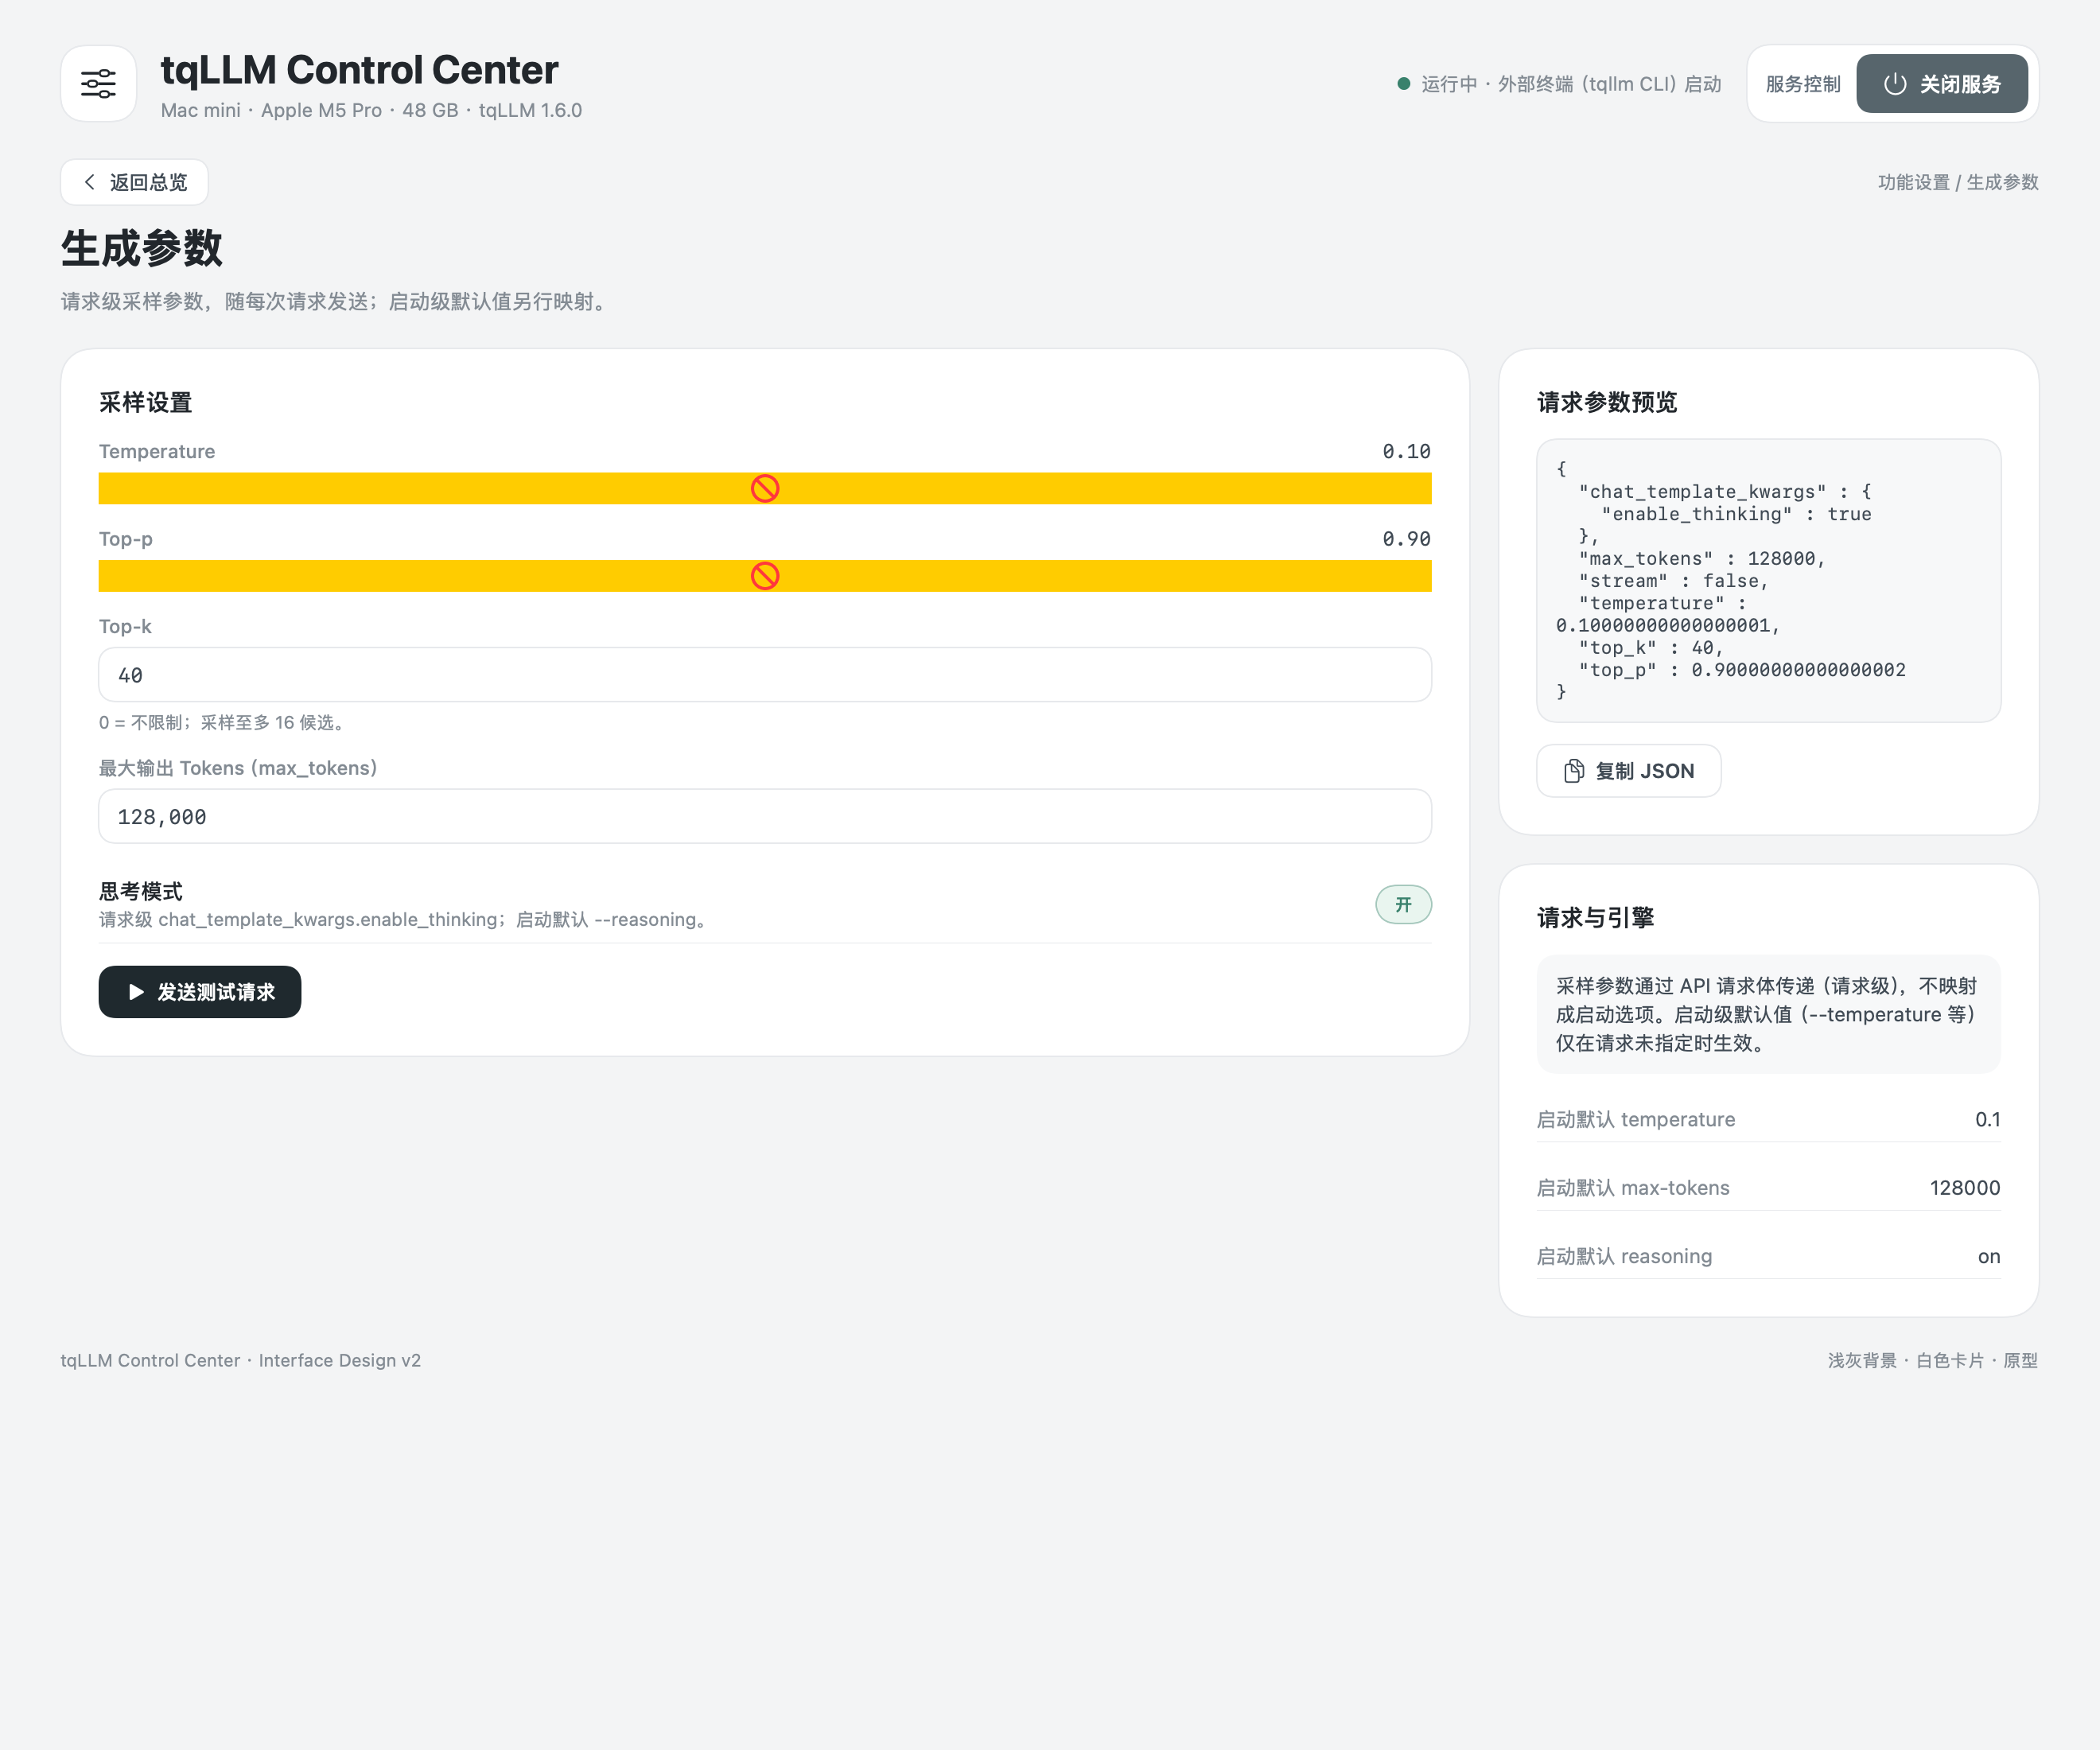 tqLLM Control Center
Mac mini · Apple M5 Pro · 48 GB · tqLLM 1.6.0
运行中 · 外部终端 (tqllm CLI) 启动
服务控制
关闭服务
返回总览
功能设置 / 生成参数
生成参数
请求级采样参数，随每次请求发送；启动级默认值另行映射。
采样设置
Temperature
0.10
Top-p
0.90
Top-k
40
0 = 不限制；采样至多 16 候选。
最大输出 Tokens (max_tokens)
128,000
思考模式
请求级 chat_template_kwargs.enable_thinking；启动默认 --reasoning。
开
发送测试请求
请求参数预览
{
  "chat_template_kwargs" : {
    "enable_thinking" : true
  },
  "max_tokens" : 128000,
  "stream" : false,
  "temperature" :
0.10000000000000001,
  "top_k" : 40,
  "top_p" : 0.90000000000000002
}
复制 JSON
请求与引擎
采样参数通过 API 请求体传递 (请求级)，不映射
成启动选项。启动级默认值 (--temperature 等)
仅在请求未指定时生效。
启动默认 temperature
0.1
启动默认 max-tokens
128000
启动默认 reasoning
on
tqLLM Control Center · Interface Design v2
浅灰背景 · 白色卡片 · 原型